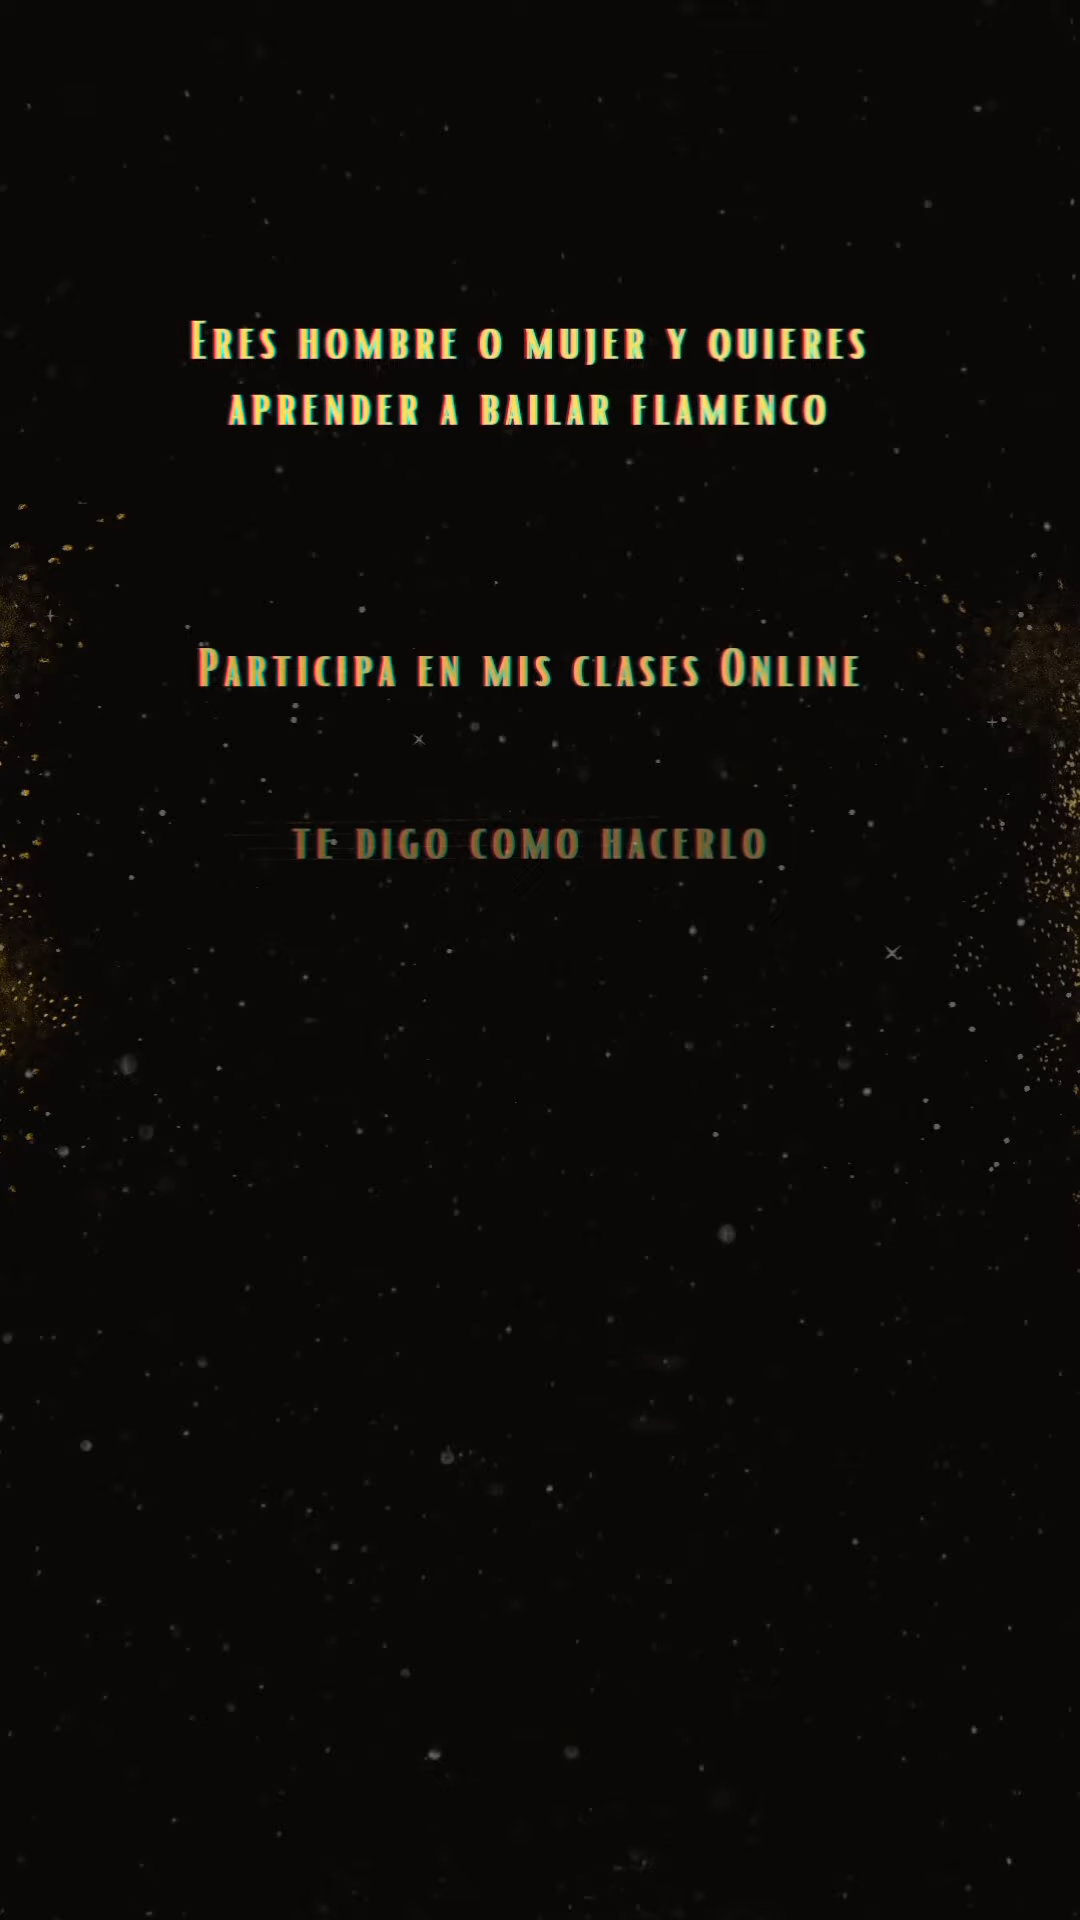 Eres hombre o mujer y quieres
aprender a bailar flamenco
Participa en mis clases Online
te digo como hacerlo